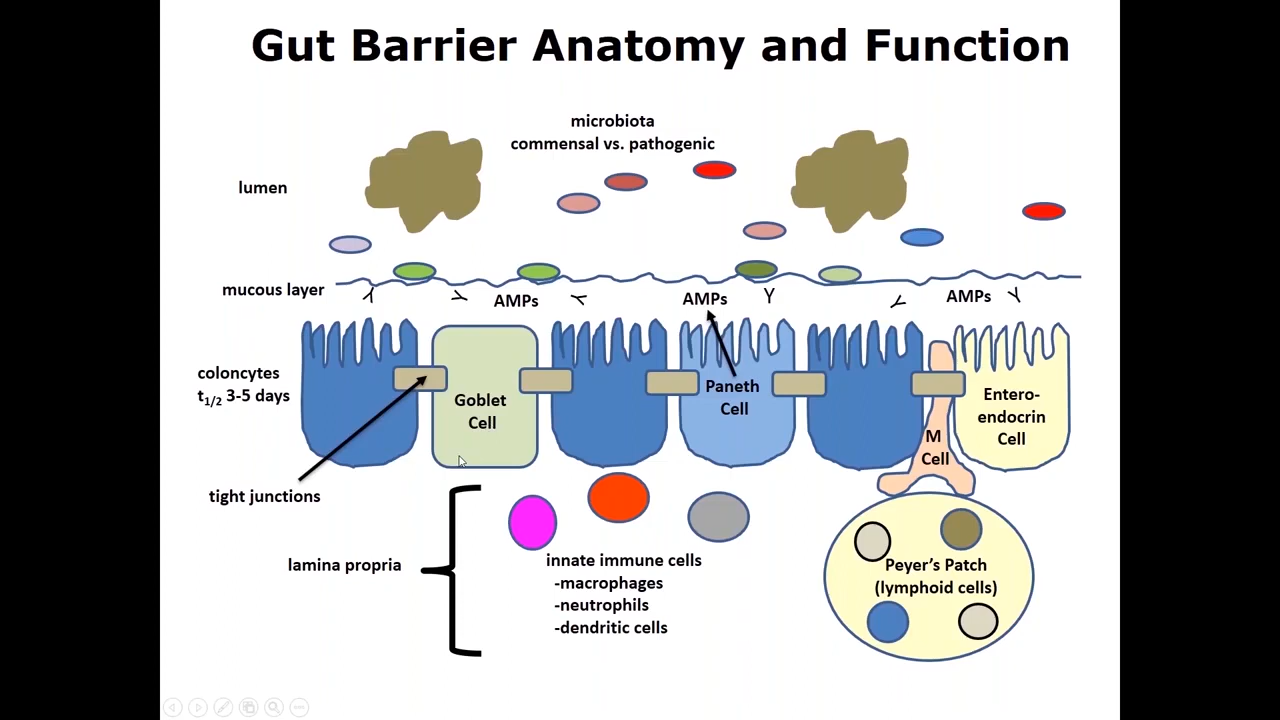 Gut Barrier Anatomy and Function
microbiota
commensal vs. pathogenic
lumen
mucous layer
AMPs
AMPs
AMPs
coloncytes
t1/2 3-5 days
Goblet
Cell
Paneth
Cell
M
Cell
Entero-
endocrin
Cell
tight junctions
lamina propria
innate immune cells
-macrophages
-neutrophils
-dendritic cells
Peyer's Patch
(lymphoid cells)